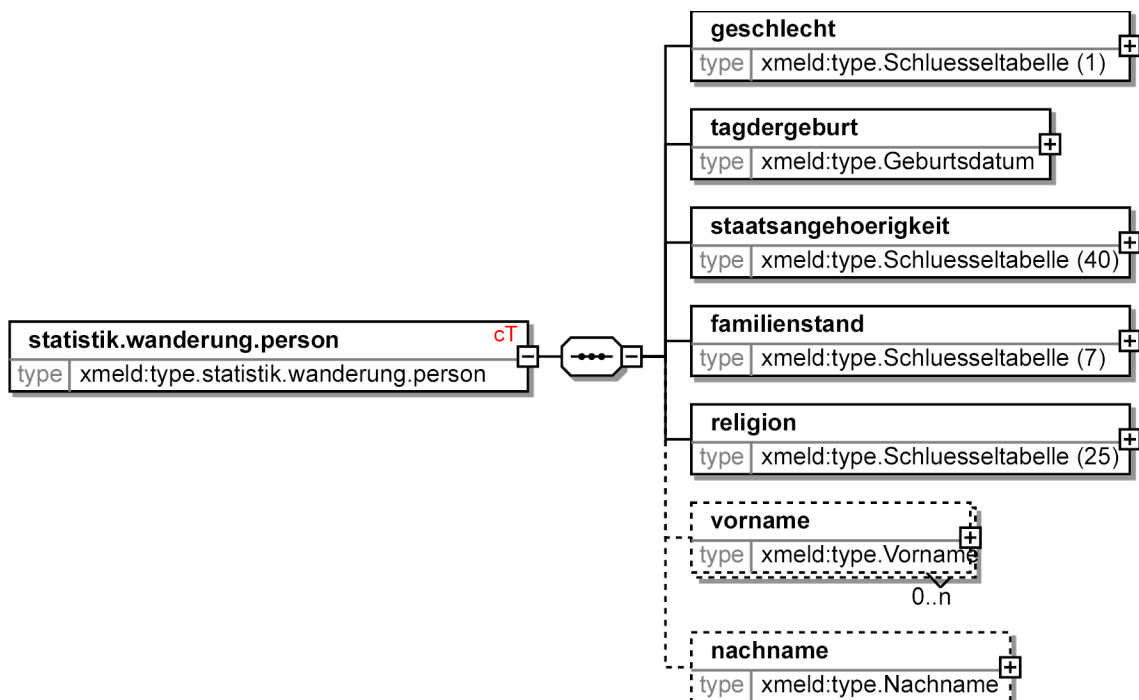 geschlecht
type xmeld:type.Schluesseltabelle (1)
tagdergeburt
type xmeld:type.Geburtsdatum
staatsangehoerigkeit
type xmeld:type.Schluesseltabelle (40)
statistik.wanderung.person cT
type xmeld:type.statistik.wanderung.person
familienstand
type xmeld:type.Schluesseltabelle (7)
religion
type xmeld:type.Schluesseltabelle (25)
vorname
type xmeld:type.Vorname
0..n
nachname
type xmeld:type.Nachname